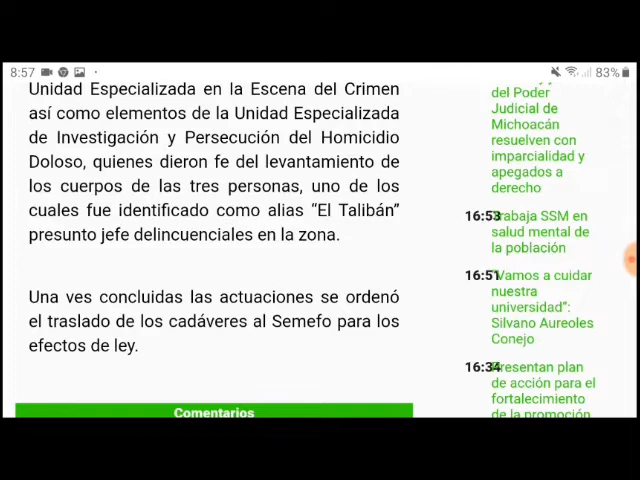 8:57
83%
Unidad Especializada en la Escena del Crimen
así como elementos de la Unidad Especializada
de Investigación y Persecución del Homicidio
Doloso, quienes dieron fe del levantamiento de
los cuerpos de las tres personas, uno de los
cuales fue identificado como alias “El Talibán”
presunto jefe delincuenciales en la zona.
Una ves concluidas las actuaciones se ordenó
el traslado de los cadáveres al Semefo para los
efectos de ley.
Comentarios
del Poder
Judicial de
Michoacán
resuelven con
imparcialidad y
apegados a
derecho
16:53 Trabaja SSM en
salud mental de
la población
16:51 “Vamos a cuidar
nuestra
universidad”:
Silvano Aureoles
Conejo
16:34 Presentan plan
de acción para el
fortalecimiento
de la promoción